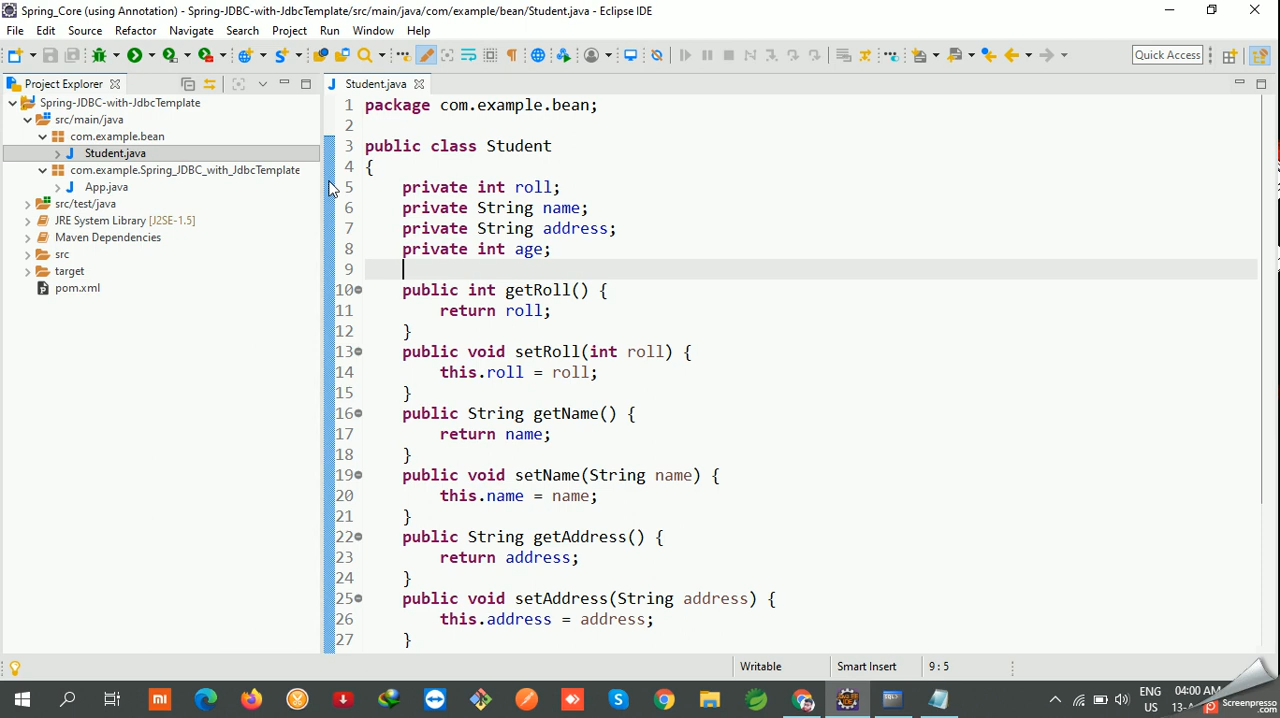 Spring_Core (using Annotation) - Spring-JDBC-with-JdbcTemplate/src/main/java/com/example/bean/Student.java - Eclipse IDE
File Edit Source Refactor Navigate Search Project Run Window Help
Quick Access
Project Explorer
Student.java
Spring-JDBC-with-JdbcTemplate
src/main/java
com.example.bean
Student.java
com.example.Spring_JDBC_with_JdbcTemplate
App.java
src/test/java
JRE System Library [J2SE-1.5]
Maven Dependencies
src
target
pom.xml
1 package com.example.bean;
2
3 public class Student
4 {
5 private int roll;
6 private String name;
7 private String address;
8 private int age;
9
10 public int getRoll() {
11 return roll;
12 }
13 public void setRoll(int roll) {
14 this.roll = roll;
15 }
16 public String getName() {
17 return name;
18 }
19 public void setName(String name) {
20 this.name = name;
21 }
22 public String getAddress() {
23 return address;
24 }
25 public void setAddress(String address) {
26 this.address = address;
27 }
Writable Smart Insert 9 : 5
ENG
US
04:00 AM
Screenpresso
.com